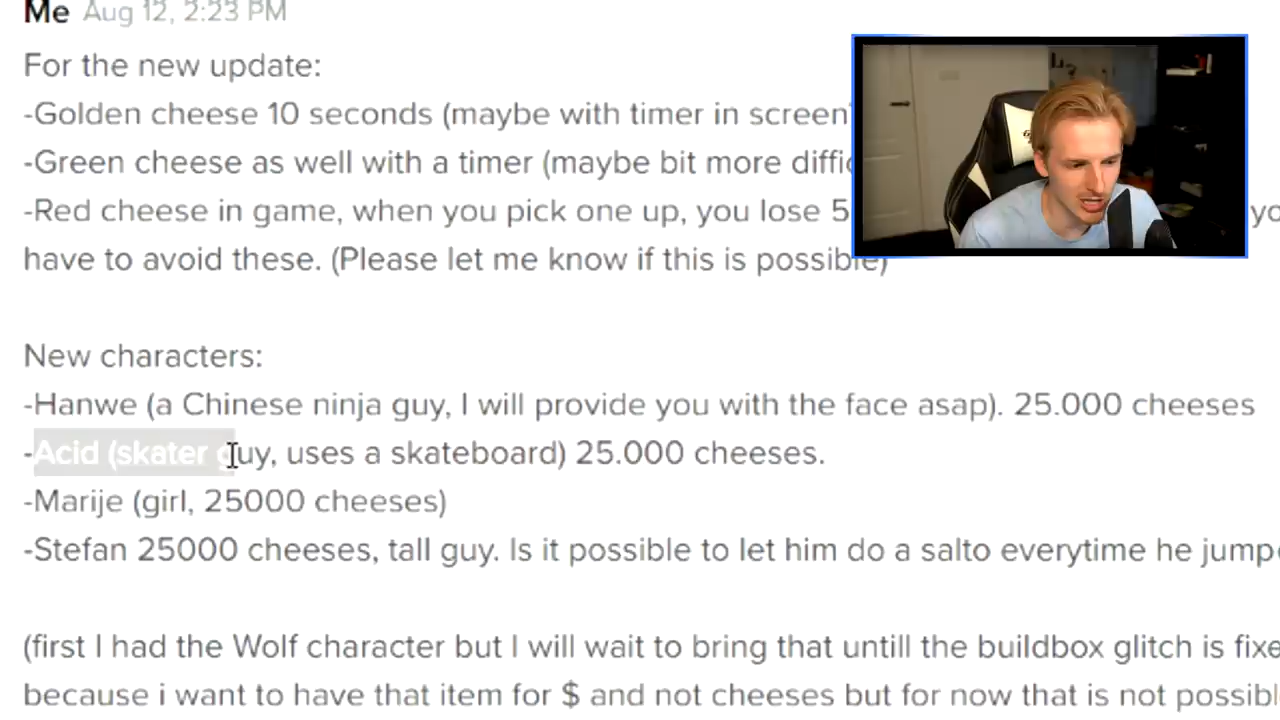 Me Aug 12, 2:23 PM
For the new update:
-Golden cheese 10 seconds (maybe with timer in screen
-Green cheese as well with a timer (maybe bit more
-Red cheese in game, when you pick one up, you lose 5
have to avoid these. (Please let me know if this is possible)
New characters:
-Hanwe (a Chinese ninja guy, I will provide you with the face asap). 25.000 cheeses
-Acid (skater guy, uses a skateboard) 25.000 cheeses.
-Marije (girl, 25000 cheeses)
-Stefan 25000 cheeses, tall guy. Is it possible to let him do a salto everytime he
(first I had the Wolf character but I will wait to bring that untill the buildbox glitch is
because i want to have that item for $ and not cheeses but for now that is not